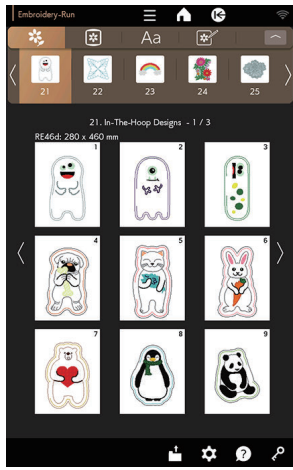 Embroidery-Run
Aa
21 22 23 24 25
21. In-The-Hoop Designs - 1 / 3
RE46d: 280 x 460 mm
1 2 3
4 5 6
7 8 9
?